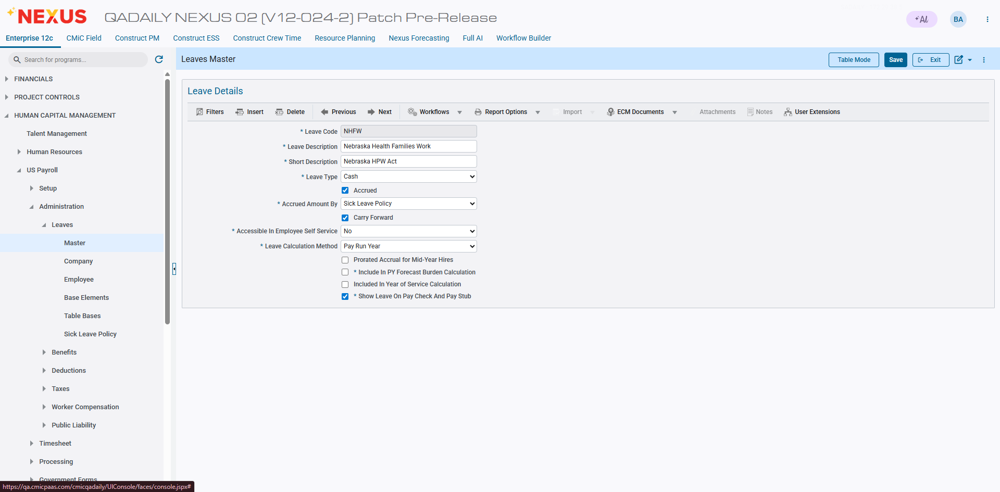 NEXUS
QADAILY NEXUS 02 (V12-024-2) Patch Pre-Release
AI
BA
Enterprise 12c
CMiC Field
Construct PM
Construct ESS
Construct Crew Time
Resource Planning
Nexus Forecasting
Full AI
Workflow Builder
Search for programs...
Leaves Master
Table Mode
Save
Exit
FINANCIALS
PROJECT CONTROLS
HUMAN CAPITAL MANAGEMENT
Talent Management
Human Resources
US Payroll
Setup
Administration
Leaves
Master
Company
Employee
Base Elements
Table Bases
Sick Leave Policy
Benefits
Deductions
Taxes
Worker Compensation
Public Liability
Timesheet
Processing
Government Forms
https://qa.cmicpaas.com/cmicqadaily/UIConsole/faces/console.jspx#
Leave Details
Filters
Insert
Delete
Previous
Next
Workflows
Report Options
Import
ECM Documents
Attachments
Notes
User Extensions
* Leave Code NHFW
* Leave Description Nebraska Health Families Work
* Short Description Nebraska HPW Act
* Leave Type Cash
Accrued
* Accrued Amount By Sick Leave Policy
Carry Forward
* Accessible In Employee Self Service No
* Leave Calculation Method Pay Run Year
Prorated Accrual for Mid-Year Hires
* Include In PY Forecast Burden Calculation
Included In Year of Service Calculation
* Show Leave On Pay Check And Pay Stub